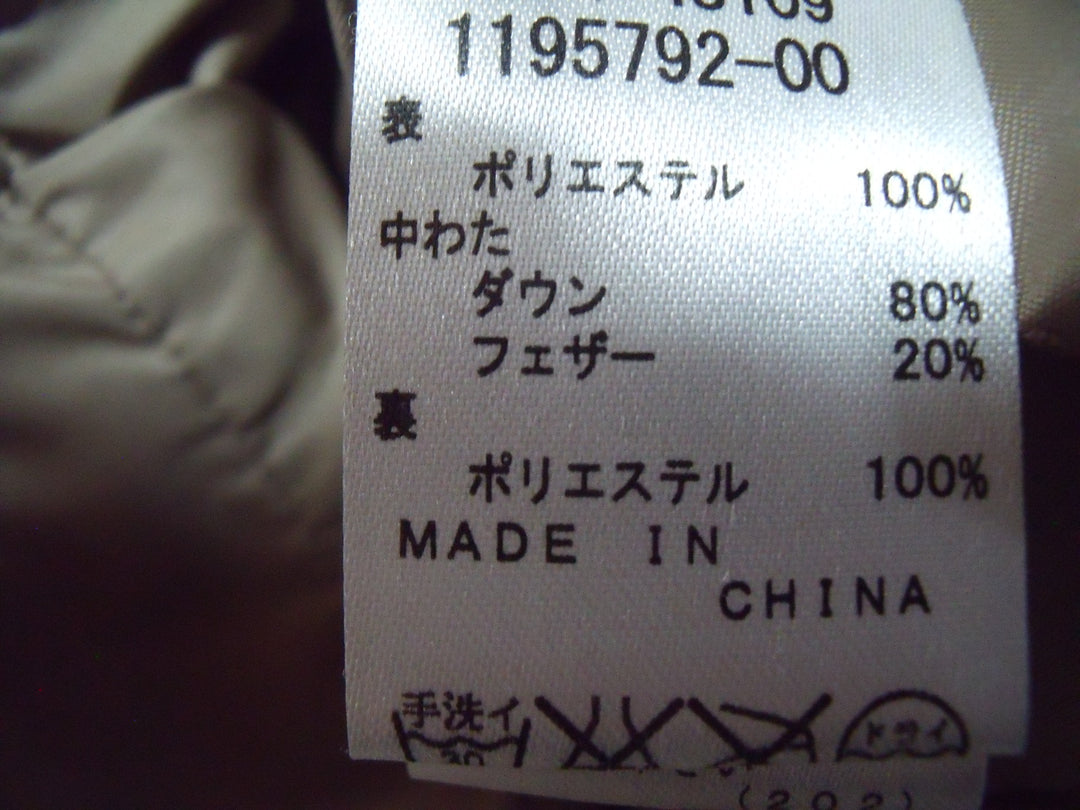 1195792-00
表
ポリエステル 100%
中わた
ダウン 80%
フェザー 20%
裏
ポリエステル 100%
MADE IN
CHINA
手洗イ ドライ
30
(202)